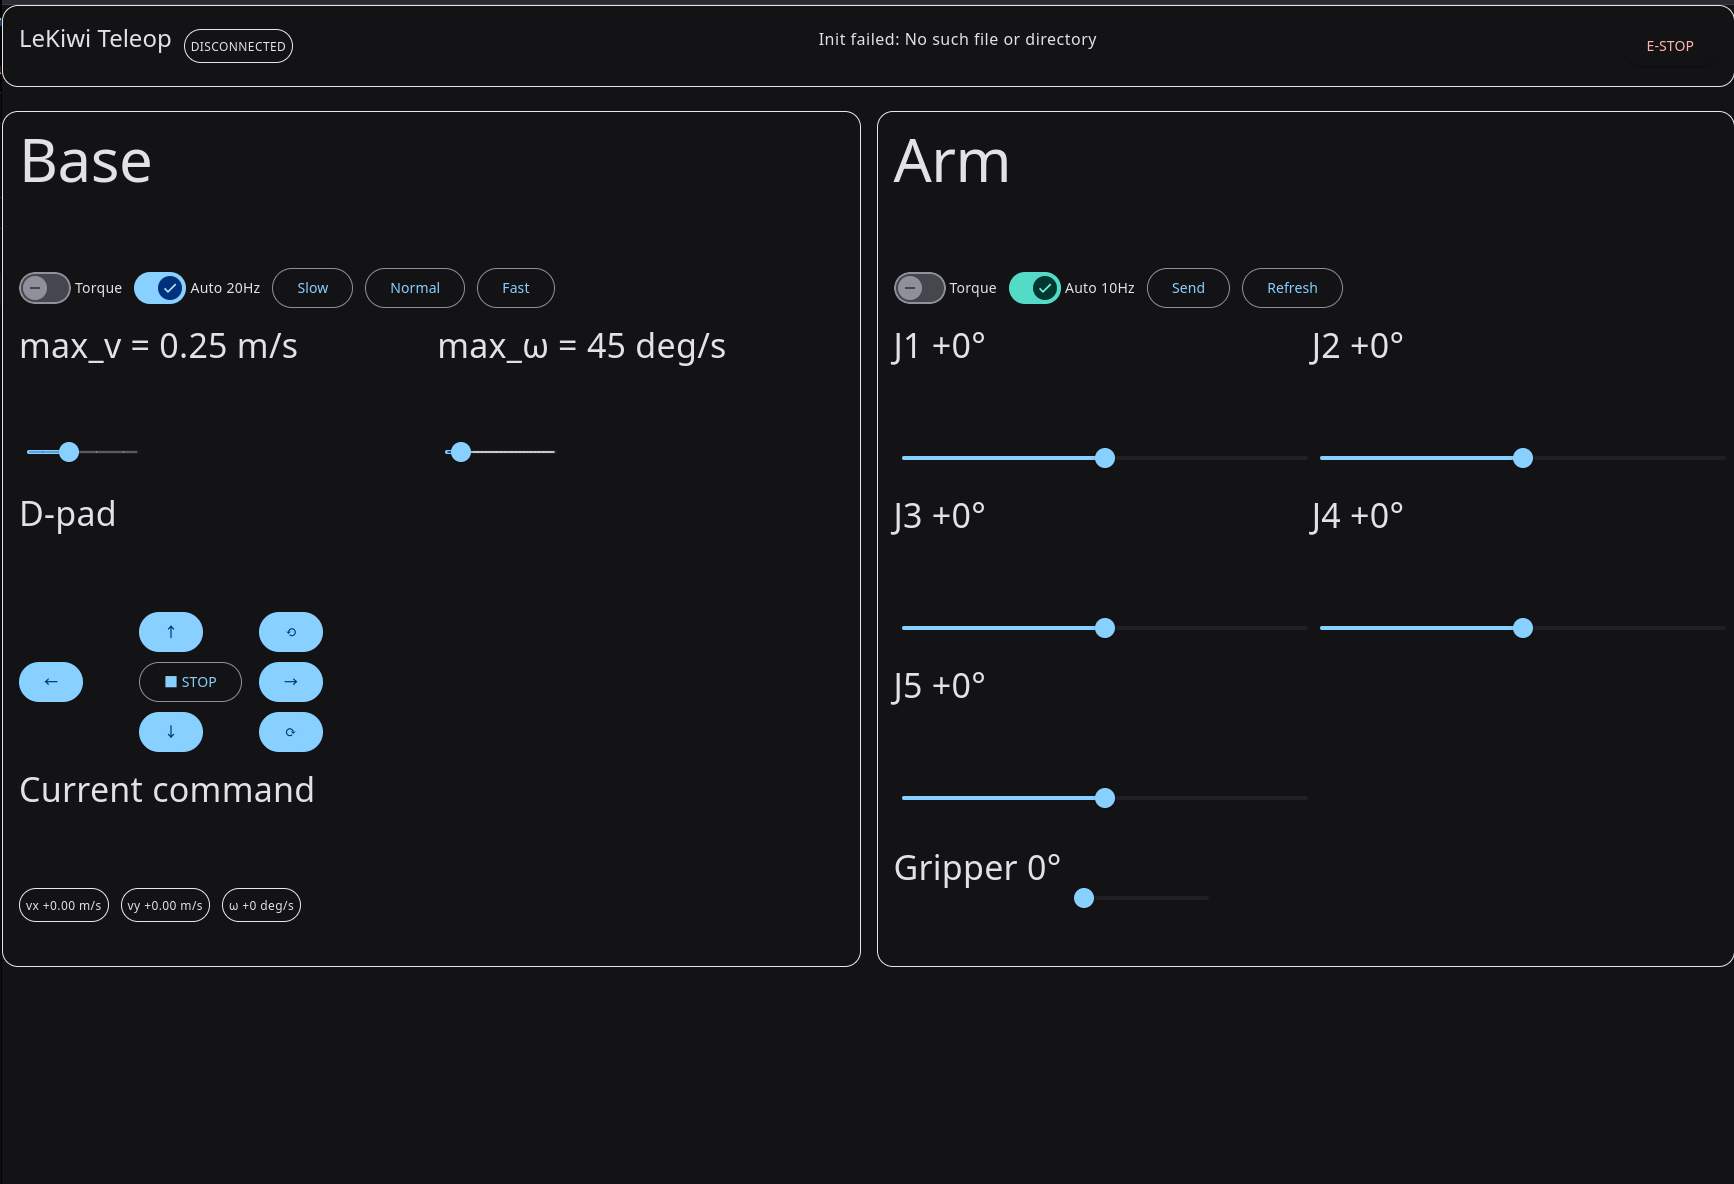 LeKiwi Teleop DISCONNECTED Init failed: No such file or directory E-STOP
Base
Torque Auto 20Hz Slow Normal Fast
max_v = 0.25 m/s max_ω = 45 deg/s
D-pad
↑ ⟲
← ■ STOP →
↓ ⟳
Current command
vx +0.00 m/s vy +0.00 m/s ω +0 deg/s
Arm
Torque Auto 10Hz Send Refresh
J1 +0° J2 +0°
J3 +0° J4 +0°
J5 +0°
Gripper 0°